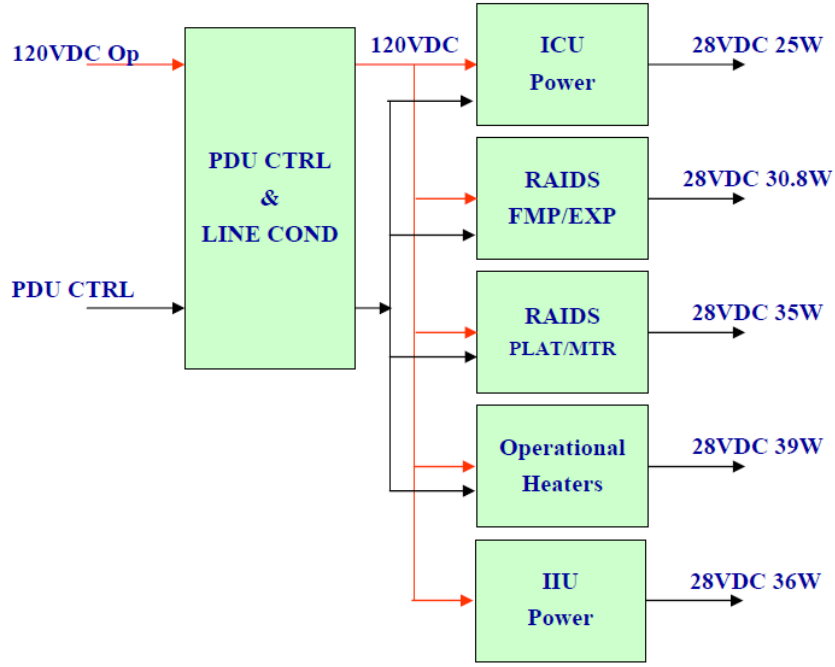 120VDC Op
PDU CTRL
PDU CTRL
&
LINE COND
120VDC
ICU
Power
28VDC 25W
RAIDS
FMP/EXP
28VDC 30.8W
RAIDS
PLAT/MTR
28VDC 35W
Operational
Heaters
28VDC 39W
IIU
Power
28VDC 36W